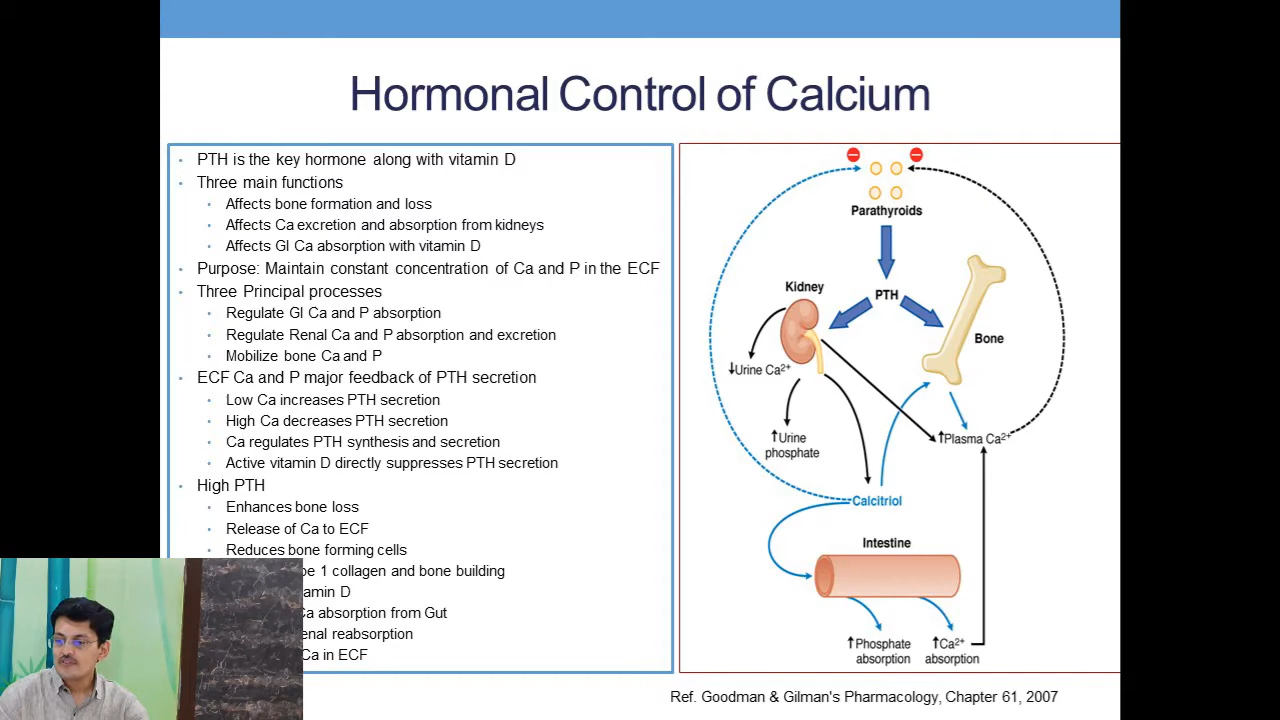 Hormonal Control of Calcium
PTH is the key hormone along with vitamin D
Three main functions
Affects bone formation and loss
Affects Ca excretion and absorption from kidneys
Affects GI Ca absorption with vitamin D
Purpose: Maintain constant concentration of Ca and P in the ECF
Three Principal processes
Regulate GI Ca and P absorption
Regulate Renal Ca and P absorption and excretion
Mobilize bone Ca and P
ECF Ca and P major feedback of PTH secretion
Low Ca increases PTH secretion
High Ca decreases PTH secretion
Ca regulates PTH synthesis and secretion
Active vitamin D directly suppresses PTH secretion
High PTH
Enhances bone loss
Release of Ca to ECF
Reduces bone forming cells
1 collagen and bone building
D
absorption from Gut
reabsorption
Ca in ECF
Parathyroids
PTH
Kidney
Bone
↓Urine Ca²⁺
↑Urine
phosphate
↑Plasma Ca²⁺
Calcitriol
Intestine
↑Phosphate
absorption
↑Ca²⁺
absorption
Ref. Goodman & Gilman's Pharmacology, Chapter 61, 2007